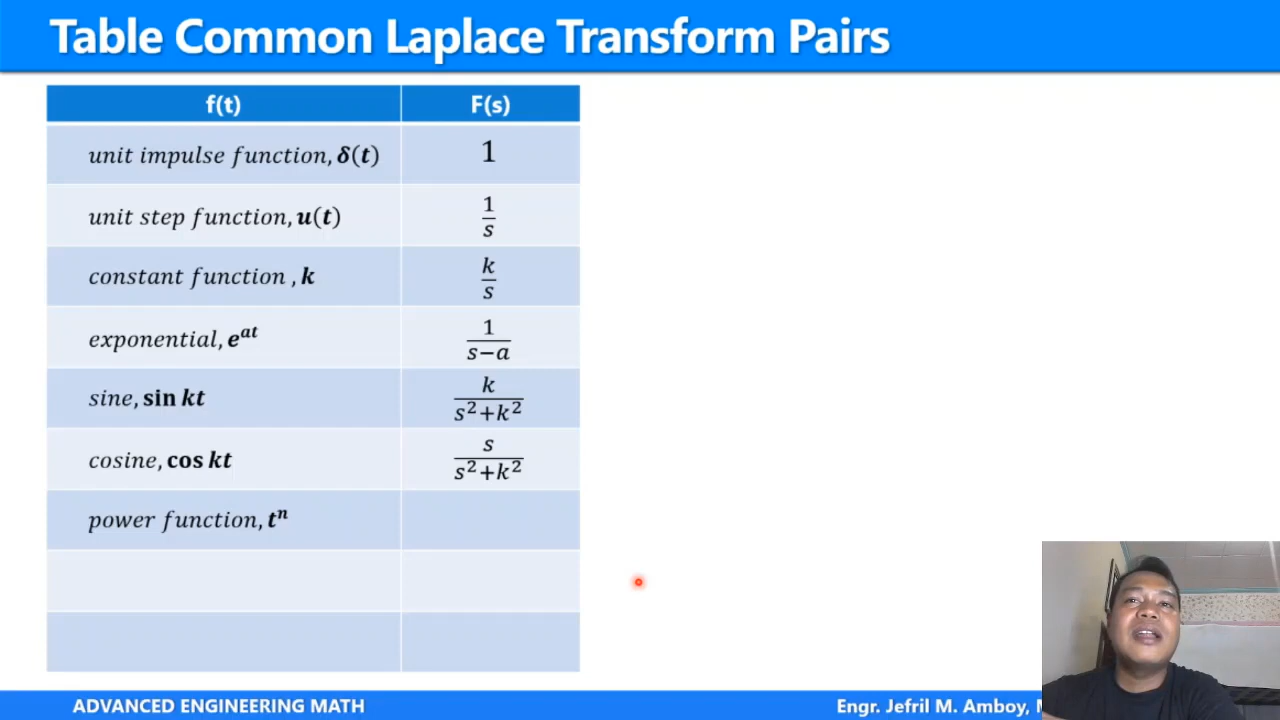 Table Common Laplace Transform Pairs
f(t) F(s)
unit impulse function, δ(t) 1
unit step function, u(t) 1/s
constant function , k k/s
exponential, e^{at} 1/(s−a)
sine, sin kt k/(s²+k²)
cosine, cos kt s/(s²+k²)
power function, tⁿ
ADVANCED ENGINEERING MATH Engr. Jefril M. Amboy,